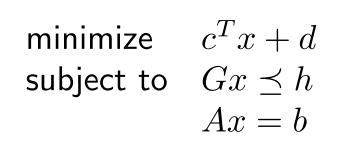 minimize c^T x + d
subject to Gx ⪯ h
Ax = b